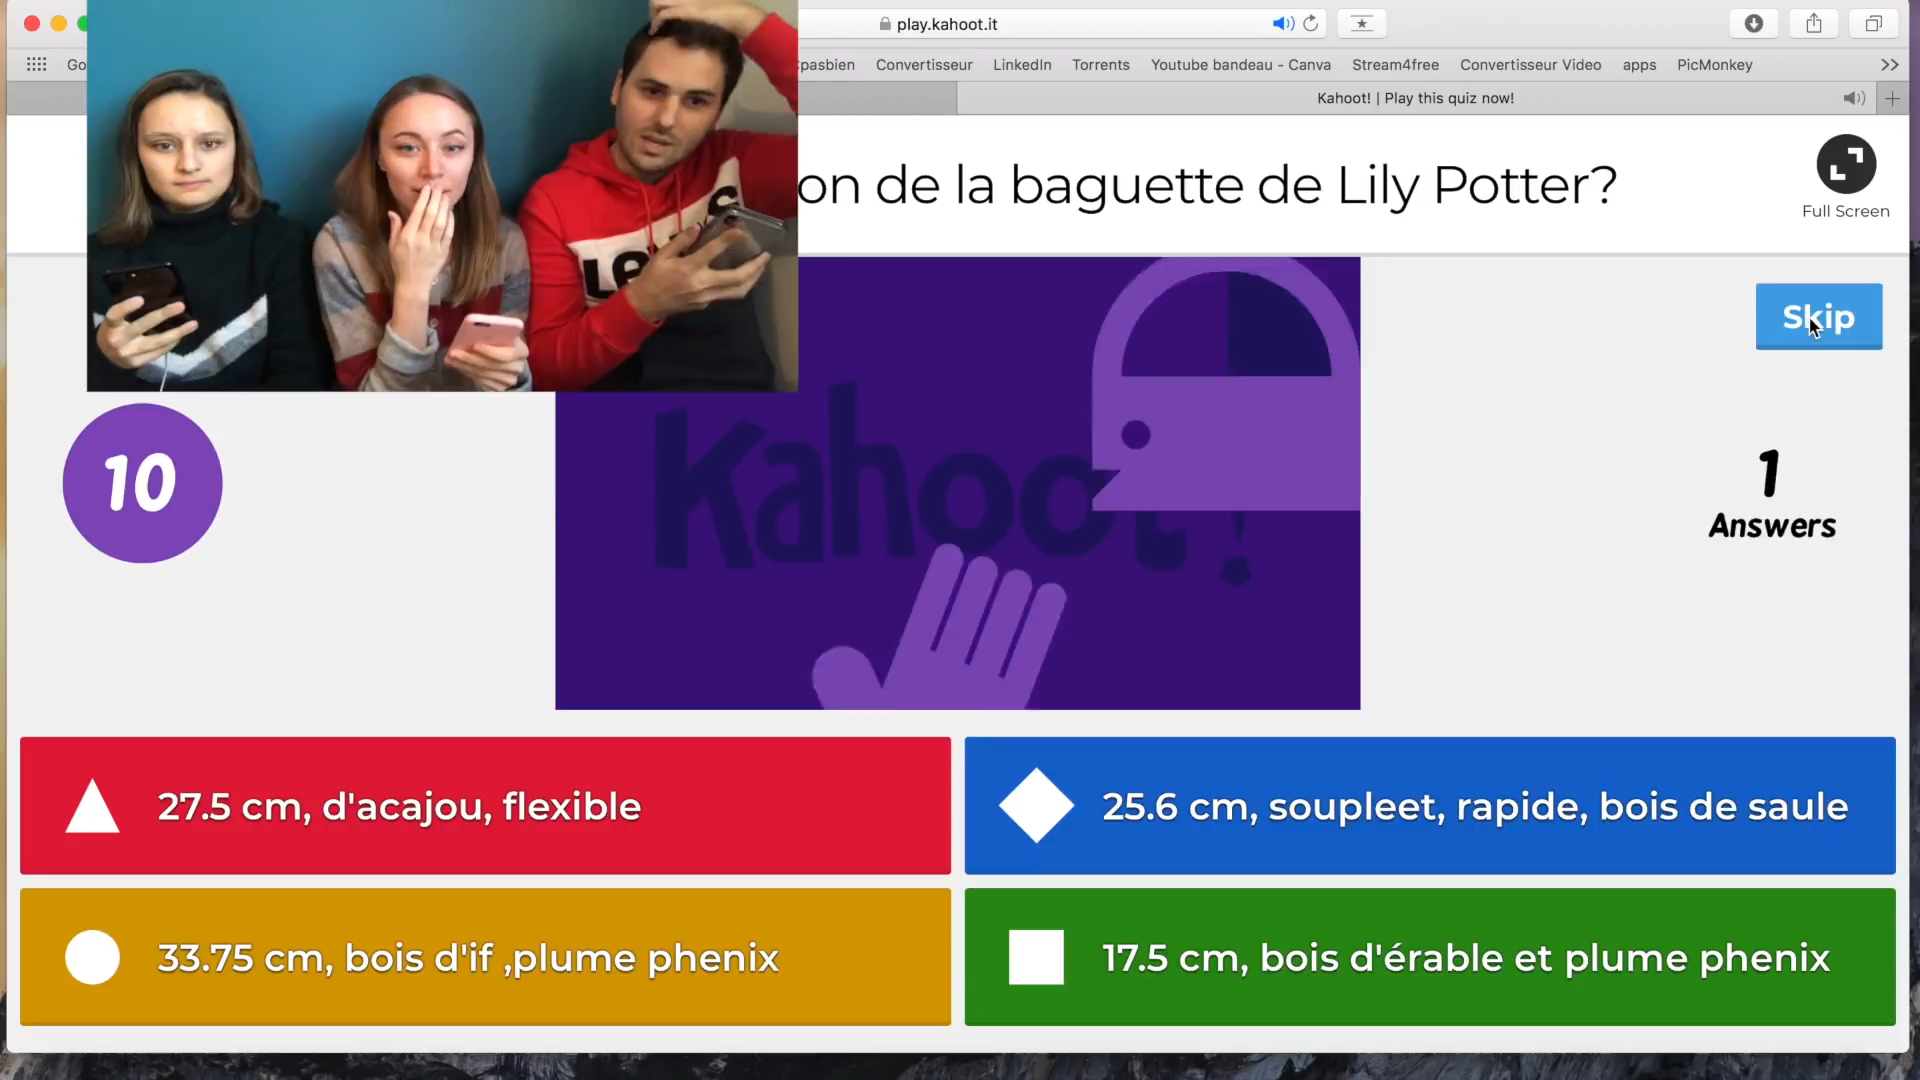 play.kahoot.it
Go
pasbien Convertisseur LinkedIn Torrents Youtube bandeau - Canva Stream4free Convertisseur Video apps PicMonkey
Kahoot! | Play this quiz now!
on de la baguette de Lily Potter?
Full Screen
Skip
10
Kahoot!
1
Answers
27.5 cm, d'acajou, flexible
25.6 cm, soupleet, rapide, bois de saule
33.75 cm, bois d'if ,plume phenix
17.5 cm, bois d'érable et plume phenix